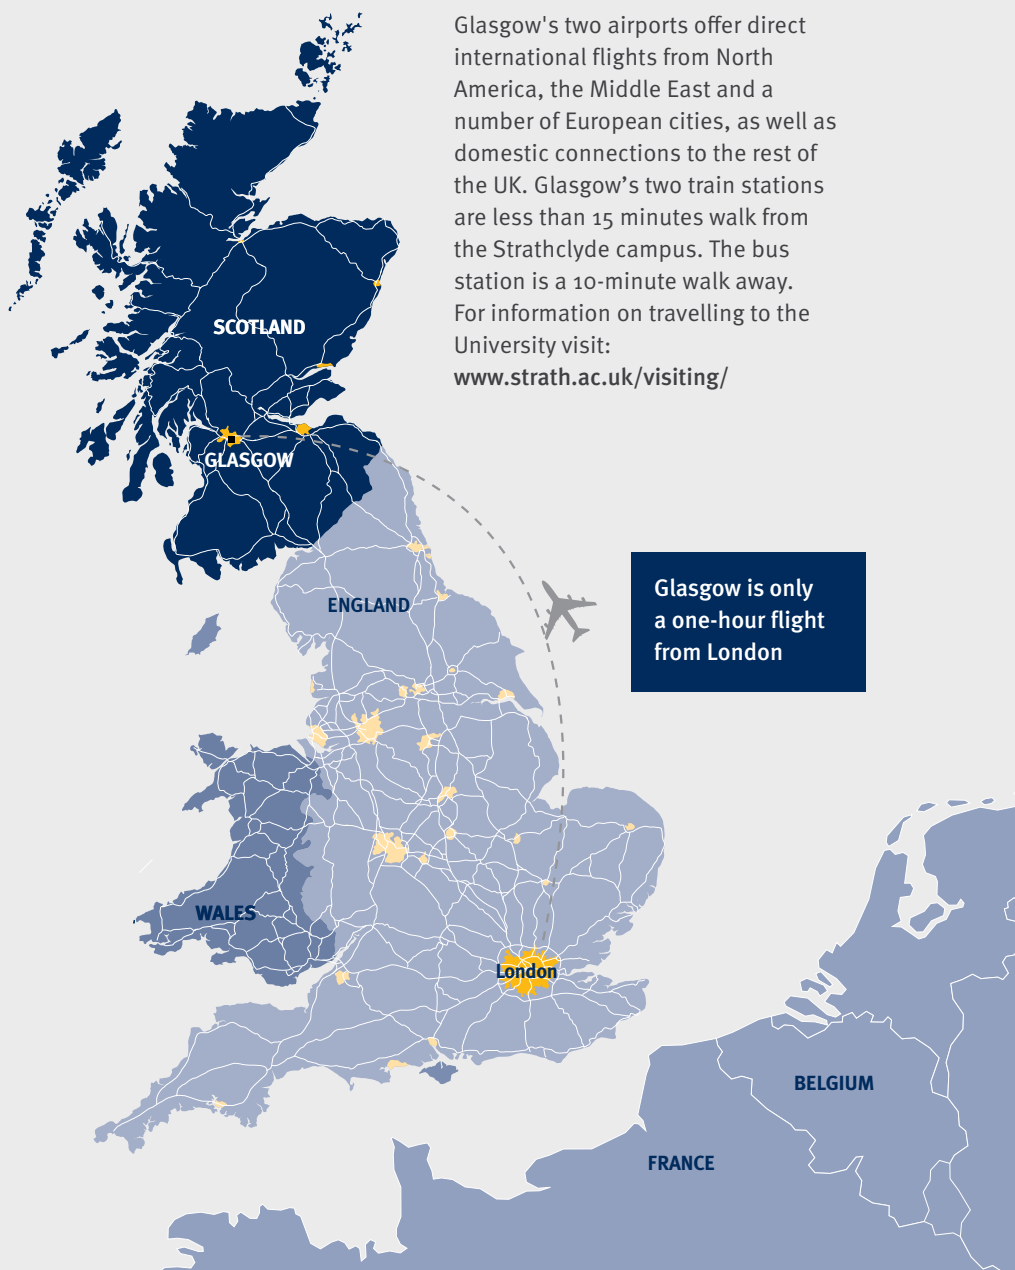 Glasgow's two airports offer direct
international flights from North
America, the Middle East and a
number of European cities, as well as
domestic connections to the rest of
the UK. Glasgow’s two train stations
are less than 15 minutes walk from
the Strathclyde campus. The bus
station is a 10-minute walk away.
For information on travelling to the
University visit:
www.strath.ac.uk/visiting/
SCOTLAND
GLASGOW
Glasgow is only
a one-hour flight
from London
ENGLAND
WALES
London
BELGIUM
FRANCE